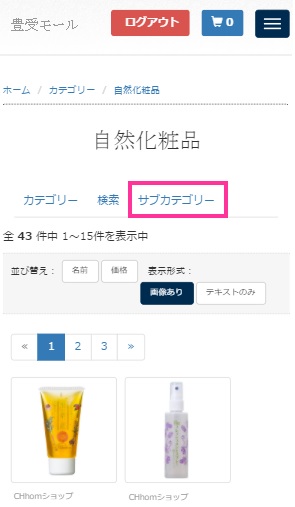 豊受モール ログアウト 0
ホーム / カテゴリー / 自然化粧品
自然化粧品
カテゴリー 検索 サブカテゴリー
全 43 件中 1～15件を表示中
並び替え： 名前 価格 表示形式：
画像あり テキストのみ
« 1 2 3 »
CHhomショップ CHhomショップ